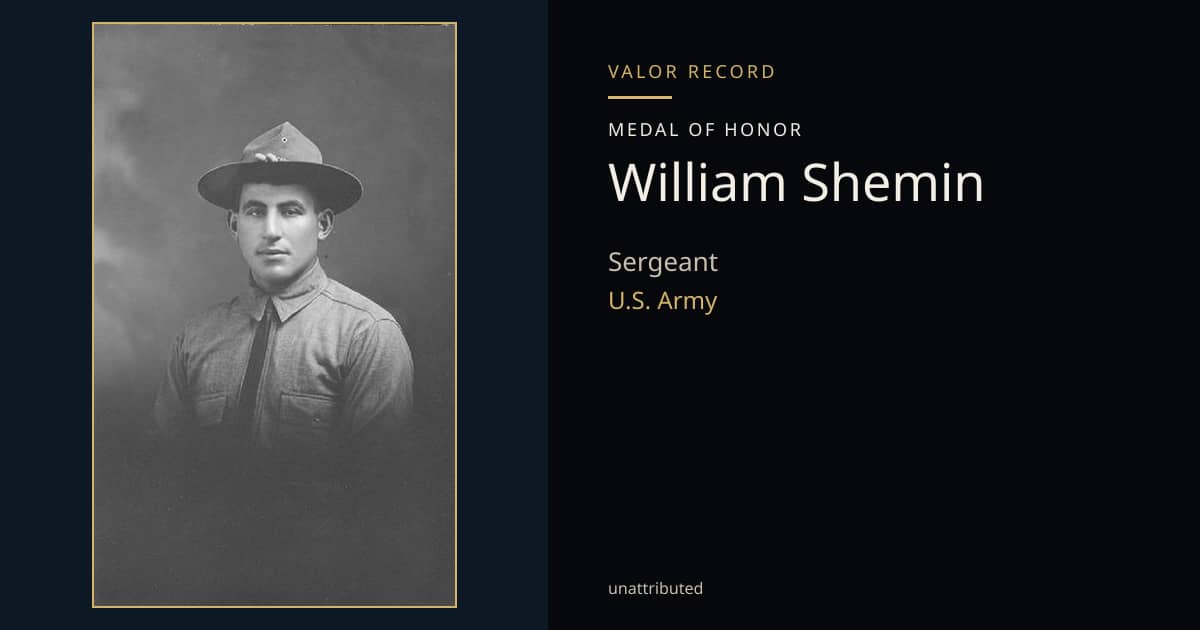 VALOR RECORD
MEDAL OF HONOR
William Shemin
Sergeant
U.S. Army
unattributed